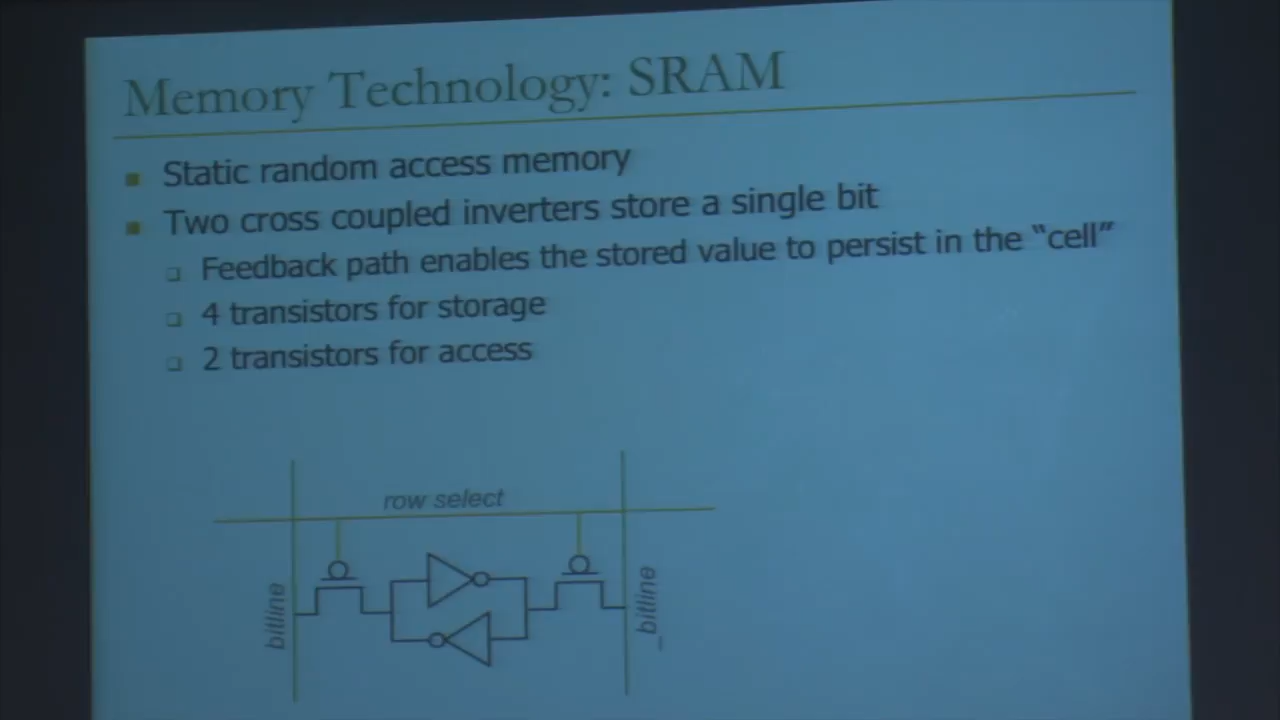 Memory Technology: SRAM
Static random access memory
Two cross coupled inverters store a single bit
Feedback path enables the stored value to persist in the “cell”
4 transistors for storage
2 transistors for access
row select
bitline
_bitline